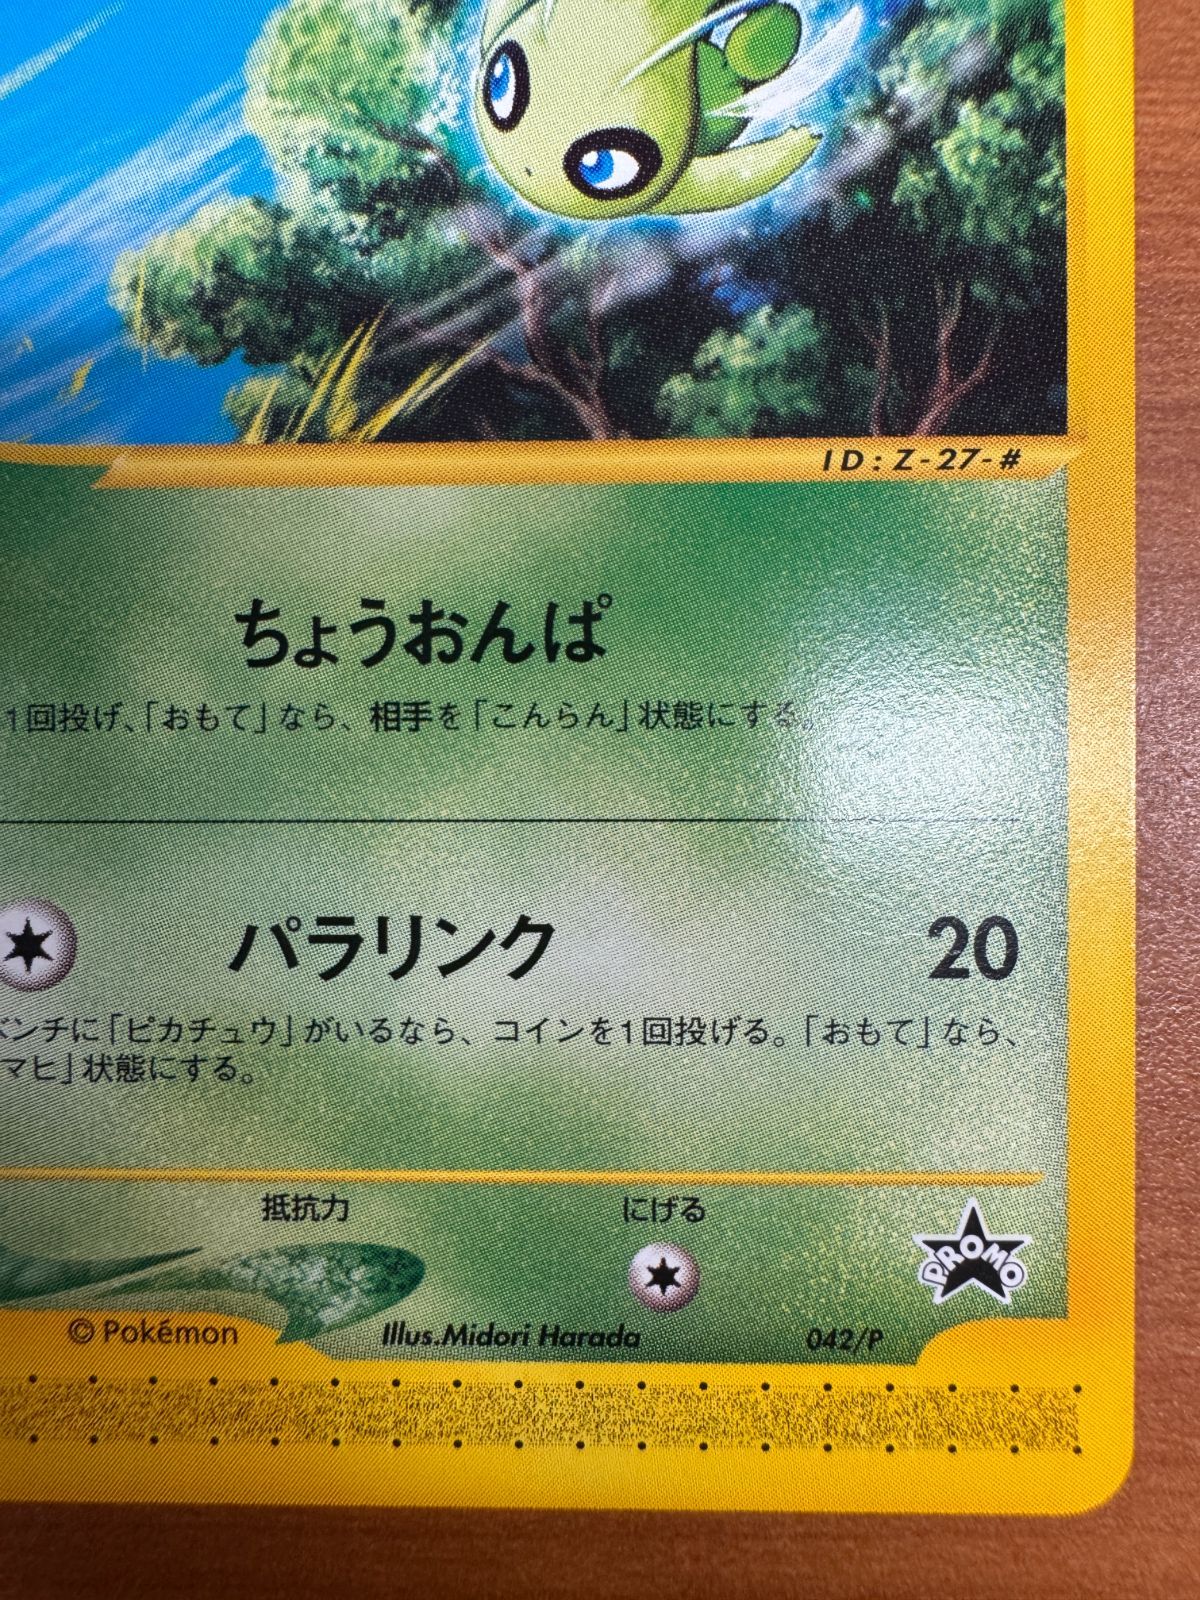 ID:Z-27-#
ちょうおんぱ
1回投げ、「おもて」なら、相手を「こんらん」状態にする。
パラリンク 20
ベンチに「ピカチュウ」がいるなら、コインを1回投げる。「おもて」なら、
マヒ」状態にする。
抵抗力 にげる
PROMO
© Pokémon Illus.Midori Harada 042/P